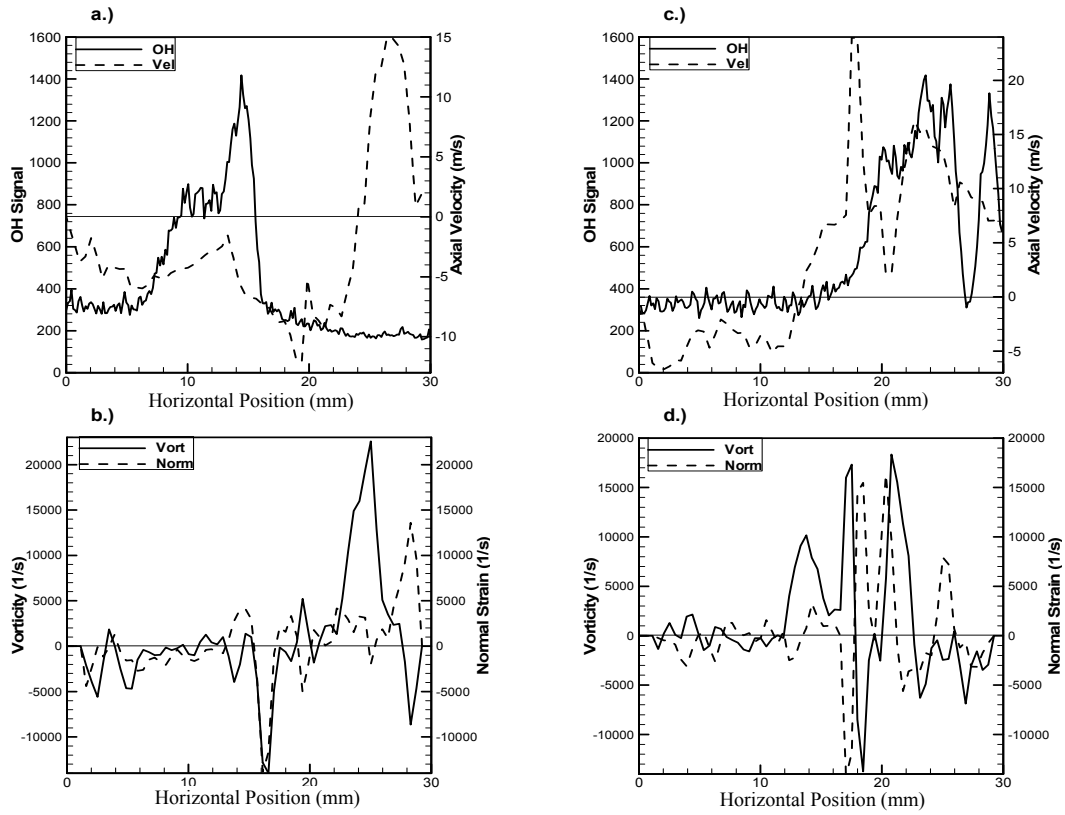 a.)
1600
1400
1200
1000
800
600
400
200
0
OH Signal
OH
Vel
15
10
5
0
-5
-10
Axial Velocity (m/s)
0 10 20 30
Horizontal Position (mm)
c.)
1600
1400
1200
1000
800
600
400
200
0
OH Signal
OH
Vel
20
15
10
5
0
-5
Axial Velocity (m/s)
0 10 20 30
Horizontal Position (mm)
b.)
20000
15000
10000
5000
0
-5000
-10000
Vorticity (1/s)
Vort
Norm
20000
15000
10000
5000
0
-5000
-10000
Normal Strain (1/s)
0 10 20 30
Horizontal Position (mm)
d.)
20000
15000
10000
5000
0
-5000
-10000
Vorticity (1/s)
Vort
Norm
20000
15000
10000
5000
0
-5000
-10000
Normal Strain (1/s)
0 10 20 30
Horizontal Position (mm)